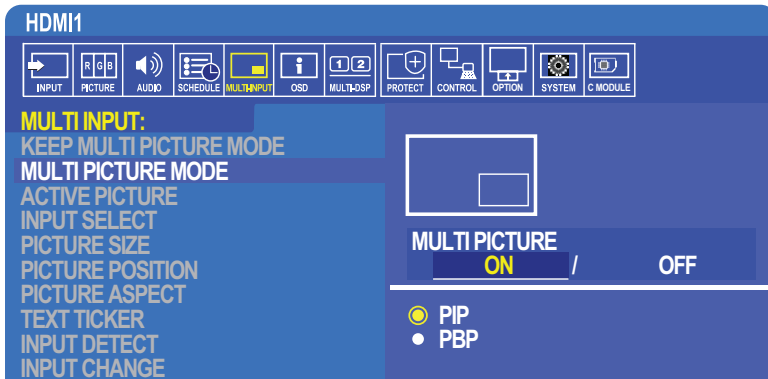 HDMI1
R G B
1 2
INPUT PICTURE AUDIO SCHEDULE MULTI-INPUT OSD MULTI-DSP PROTECT CONTROL OPTION SYSTEM C MODULE
MULTI INPUT:
KEEP MULTI PICTURE MODE
MULTI PICTURE MODE
ACTIVE PICTURE
INPUT SELECT
PICTURE SIZE
PICTURE POSITION
PICTURE ASPECT
TEXT TICKER
INPUT DETECT
INPUT CHANGE
MULTI PICTURE
ON / OFF
PIP
PBP